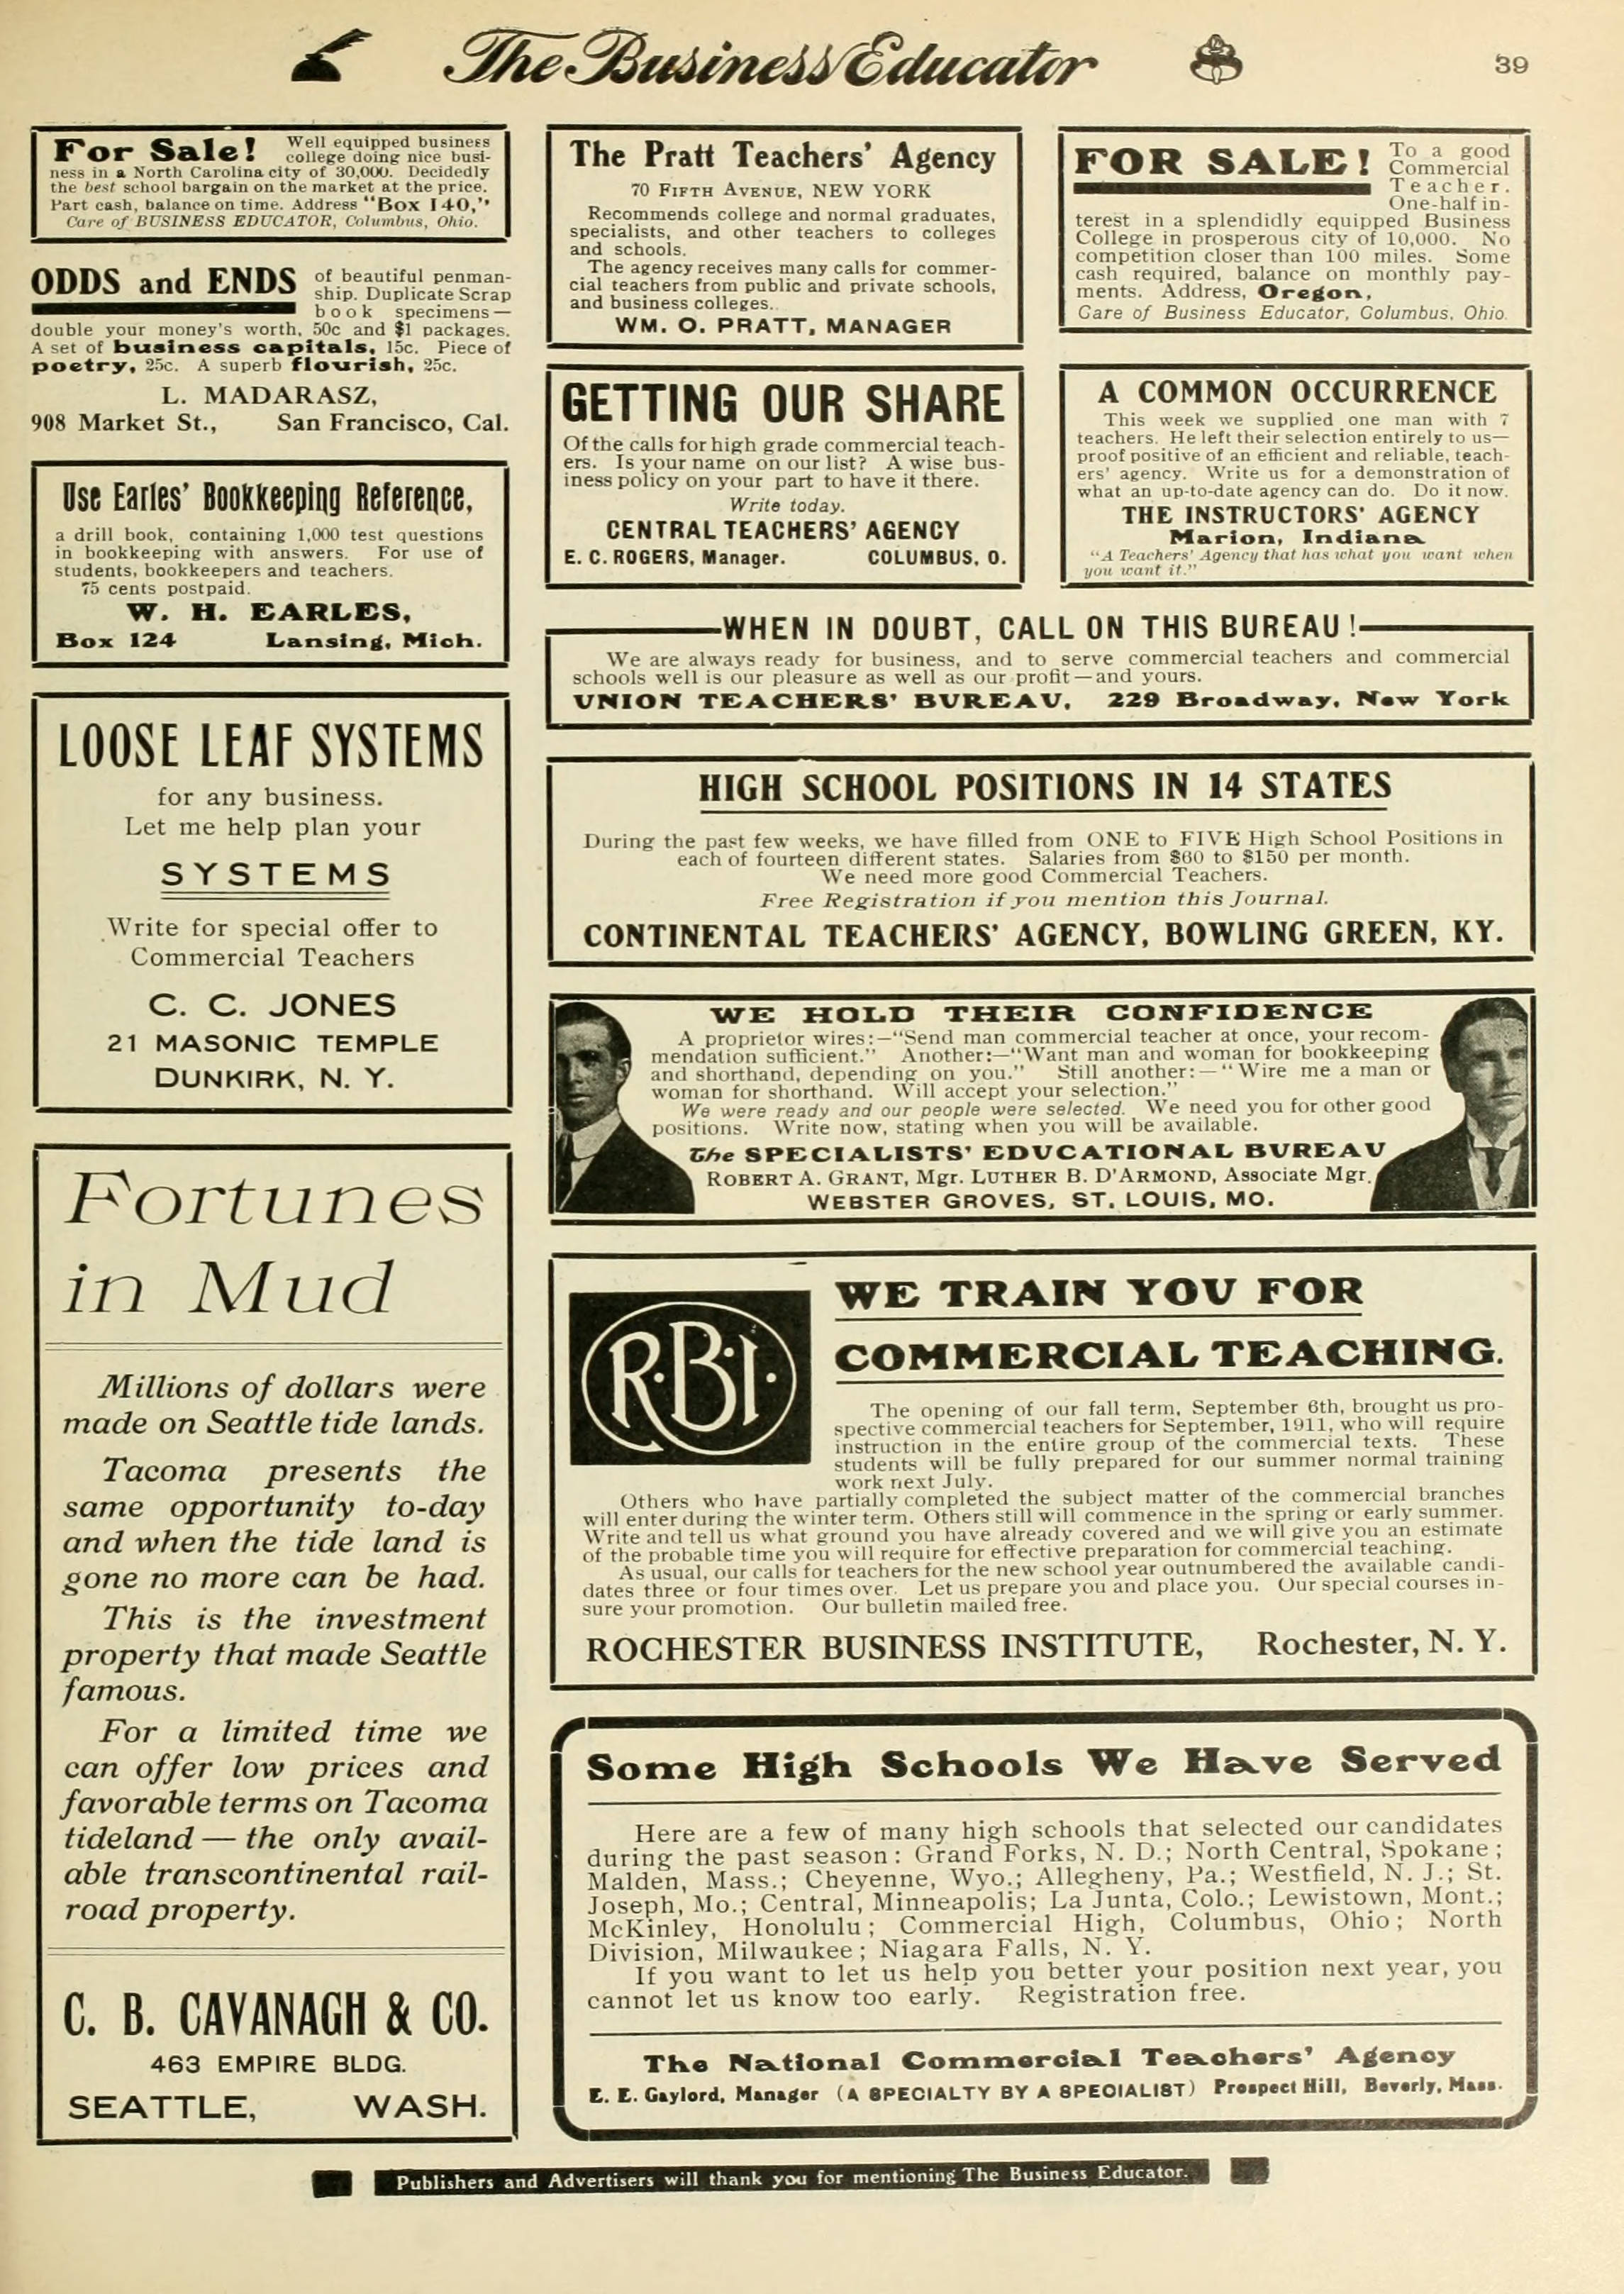 The Business Educator
39
For Sale! Well equipped business
college doing nice busi-
ness in a North Carolina city of 30,000. Decidedly
the best school bargain on the market at the price.
Part cash, balance on time. Address "Box 140,"
Care of BUSINESS EDUCATOR, Columbus, Ohio.
ODDS and ENDS of beautiful penman-
ship. Duplicate Scrap
book specimens—
double your money's worth, 50c and $1 packages.
A set of business capitals, 15c. Piece of
poetry, 25c. A superb flourish, 25c.
L. MADARASZ,
908 Market St., San Francisco, Cal.
Use Earles' Bookkeeping Reference,
a drill book, containing 1,000 test questions
in bookkeeping with answers. For use of
students, bookkeepers and teachers.
75 cents postpaid.
W. H. EARLES,
Box 124 Lansing, Mich.
LOOSE LEAF SYSTEMS
for any business.
Let me help plan your
SYSTEMS
Write for special offer to
Commercial Teachers
C. C. JONES
21 MASONIC TEMPLE
DUNKIRK, N. Y.
Fortunes
in Mud
Millions of dollars were
made on Seattle tide lands.
Tacoma presents the
same opportunity to-day
and when the tide land is
gone no more can be had.
This is the investment
property that made Seattle
famous.
For a limited time we
can offer low prices and
favorable terms on Tacoma
tideland — the only avail-
able transcontinental rail-
road property.
C. B. CAVANAGH & CO.
463 EMPIRE BLDG.
SEATTLE, WASH.
The Pratt Teachers' Agency
70 FIFTH AVENUE, NEW YORK
Recommends college and normal graduates,
specialists, and other teachers to colleges
and schools.
The agency receives many calls for commer-
cial teachers from public and private schools,
and business colleges.
WM. O. PRATT, MANAGER
FOR SALE! To a good
Commercial
Teacher.
One-half in-
terest in a splendidly equipped Business
College in prosperous city of 10,000. No
competition closer than 100 miles. Some
cash required, balance on monthly pay-
ments. Address, Oregon,
Care of Business Educator, Columbus, Ohio.
GETTING OUR SHARE
Of the calls for high grade commercial teach-
ers. Is your name on our list? A wise bus-
iness policy on your part to have it there.
Write today.
CENTRAL TEACHERS' AGENCY
E. C. ROGERS, Manager. COLUMBUS, O.
A COMMON OCCURRENCE
This week we supplied one man with 7
teachers. He left their selection entirely to us—
proof positive of an efficient and reliable, teach-
ers' agency. Write us for a demonstration of
what an up-to-date agency can do. Do it now.
THE INSTRUCTORS' AGENCY
Marion, Indiana
"A Teachers' Agency that has what you want when
you want it."
WHEN IN DOUBT, CALL ON THIS BUREAU!
We are always ready for business, and to serve commercial teachers and commercial
schools well is our pleasure as well as our profit—and yours.
UNION TEACHERS' BUREAU, 229 Broadway, New York
HIGH SCHOOL POSITIONS IN 14 STATES
During the past few weeks, we have filled from ONE to FIVE High School Positions in
each of fourteen different states. Salaries from $60 to $150 per month.
We need more good Commercial Teachers.
Free Registration if you mention this Journal.
CONTINENTAL TEACHERS' AGENCY, BOWLING GREEN, KY.
WE HOLD THEIR CONFIDENCE
A proprietor wires:—"Send man commercial teacher at once, your recom-
mendation sufficient." Another:—"Want man and woman for bookkeeping
and shorthand, depending on you." Still another:—"Wire me a man or
woman for shorthand. Will accept your selection."
We were ready and our people were selected. We need you for other good
positions. Write now, stating when you will be available.
The SPECIALISTS' EDUCATIONAL BUREAU
ROBERT A. GRANT, Mgr. LUTHER B. D'ARMOND, Associate Mgr.
WEBSTER GROVES, ST. LOUIS, MO.
R·B·I·
WE TRAIN YOU FOR
COMMERCIAL TEACHING.
The opening of our fall term, September 6th, brought us pro-
spective commercial teachers for September, 1911, who will require
instruction in the entire group of the commercial texts. These
students will be fully prepared for our summer normal training
work next July.
Others who have partially completed the subject matter of the commercial branches
will enter during the winter term. Others still will commence in the spring or early summer.
Write and tell us what ground you have already covered and we will give you an estimate
of the probable time you will require for effective preparation for commercial teaching.
As usual, our calls for teachers for the new school year outnumbered the available candi-
dates three or four times over. Let us prepare you and place you. Our special courses in-
sure your promotion. Our bulletin mailed free.
ROCHESTER BUSINESS INSTITUTE, Rochester, N. Y.
Some High Schools We Have Served
Here are a few of many high schools that selected our candidates
during the past season: Grand Forks, N. D.; North Central, Spokane;
Malden, Mass.; Cheyenne, Wyo.; Allegheny, Pa.; Westfield, N. J.; St.
Joseph, Mo.; Central, Minneapolis; La Junta, Colo.; Lewistown, Mont.;
McKinley, Honolulu; Commercial High, Columbus, Ohio; North
Division, Milwaukee; Niagara Falls, N. Y.
If you want to let us help you better your position next year, you
cannot let us know too early. Registration free.
The National Commercial Teachers' Agency
E. E. Gaylord, Manager (A SPECIALTY BY A SPECIALIST) Prospect Hill, Beverly, Mass.
Publishers and Advertisers will thank you for mentioning The Business Educator.